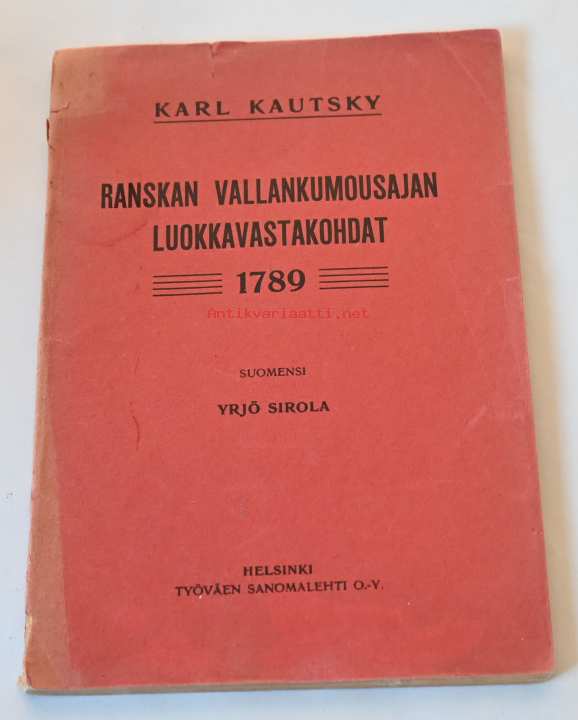 KARL KAUTSKY
RANSKAN VALLANKUMOUSAJAN
LUOKKAVASTAKOHDAT
1789
Antikvariaatti.net
SUOMENSI
YRJÖ SIROLA
HELSINKI
TYÖVÄEN SANOMALEHTI O.-Y.